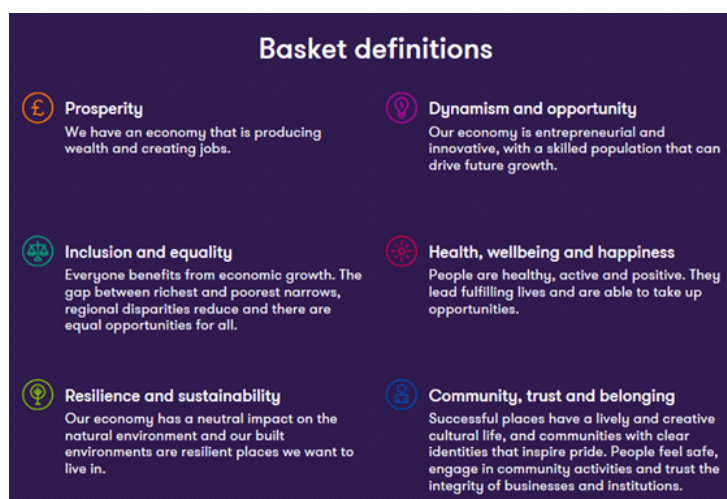 Basket definitions
£
Prosperity
We have an economy that is producing
wealth and creating jobs.
Dynamism and opportunity
Our economy is entrepreneurial and
innovative, with a skilled population that can
drive future growth.
Inclusion and equality
Everyone benefits from economic growth. The
gap between richest and poorest narrows,
regional disparities reduce and there are
equal opportunities for all.
Health, wellbeing and happiness
People are healthy, active and positive. They
lead fulfilling lives and are able to take up
opportunities.
Resilience and sustainability
Our economy has a neutral impact on the
natural environment and our built
environments are resilient places we want to
live in.
Community, trust and belonging
Successful places have a lively and creative
cultural life, and communities with clear
identities that inspire pride. People feel safe,
engage in community activities and trust the
integrity of businesses and institutions.